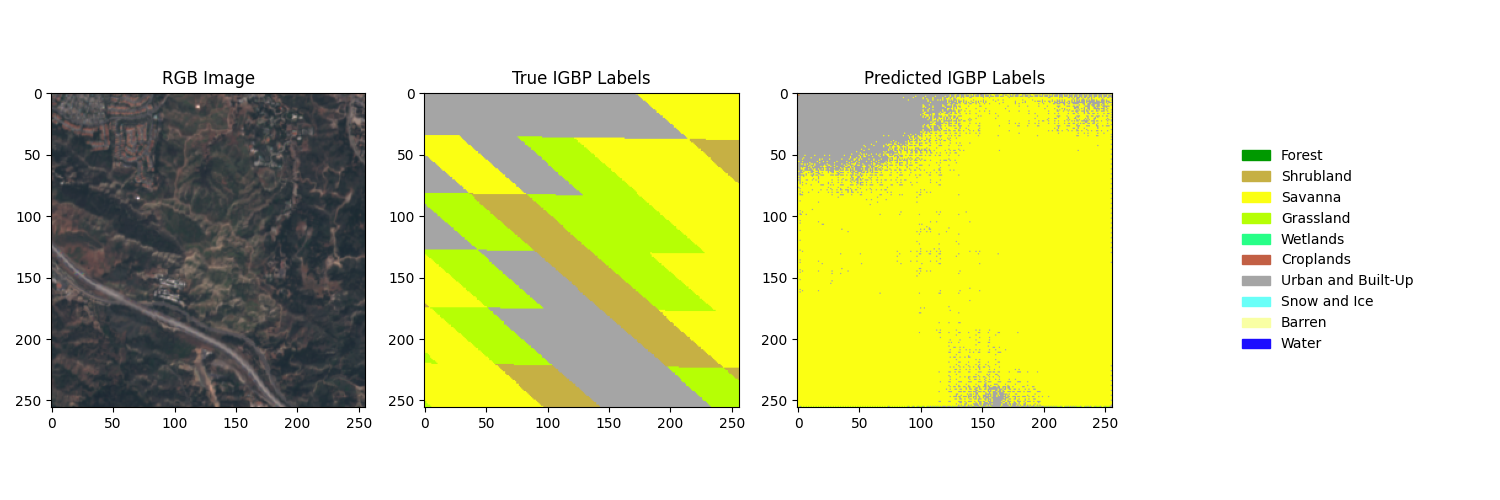 RGB Image
True IGBP Labels
Predicted IGBP Labels
0
50
100
150
200
250
0 50 100 150 200 250
0
50
100
150
200
250
0 50 100 150 200 250
0
50
100
150
200
250
0 50 100 150 200 250
Forest
Shrubland
Savanna
Grassland
Wetlands
Croplands
Urban and Built-Up
Snow and Ice
Barren
Water